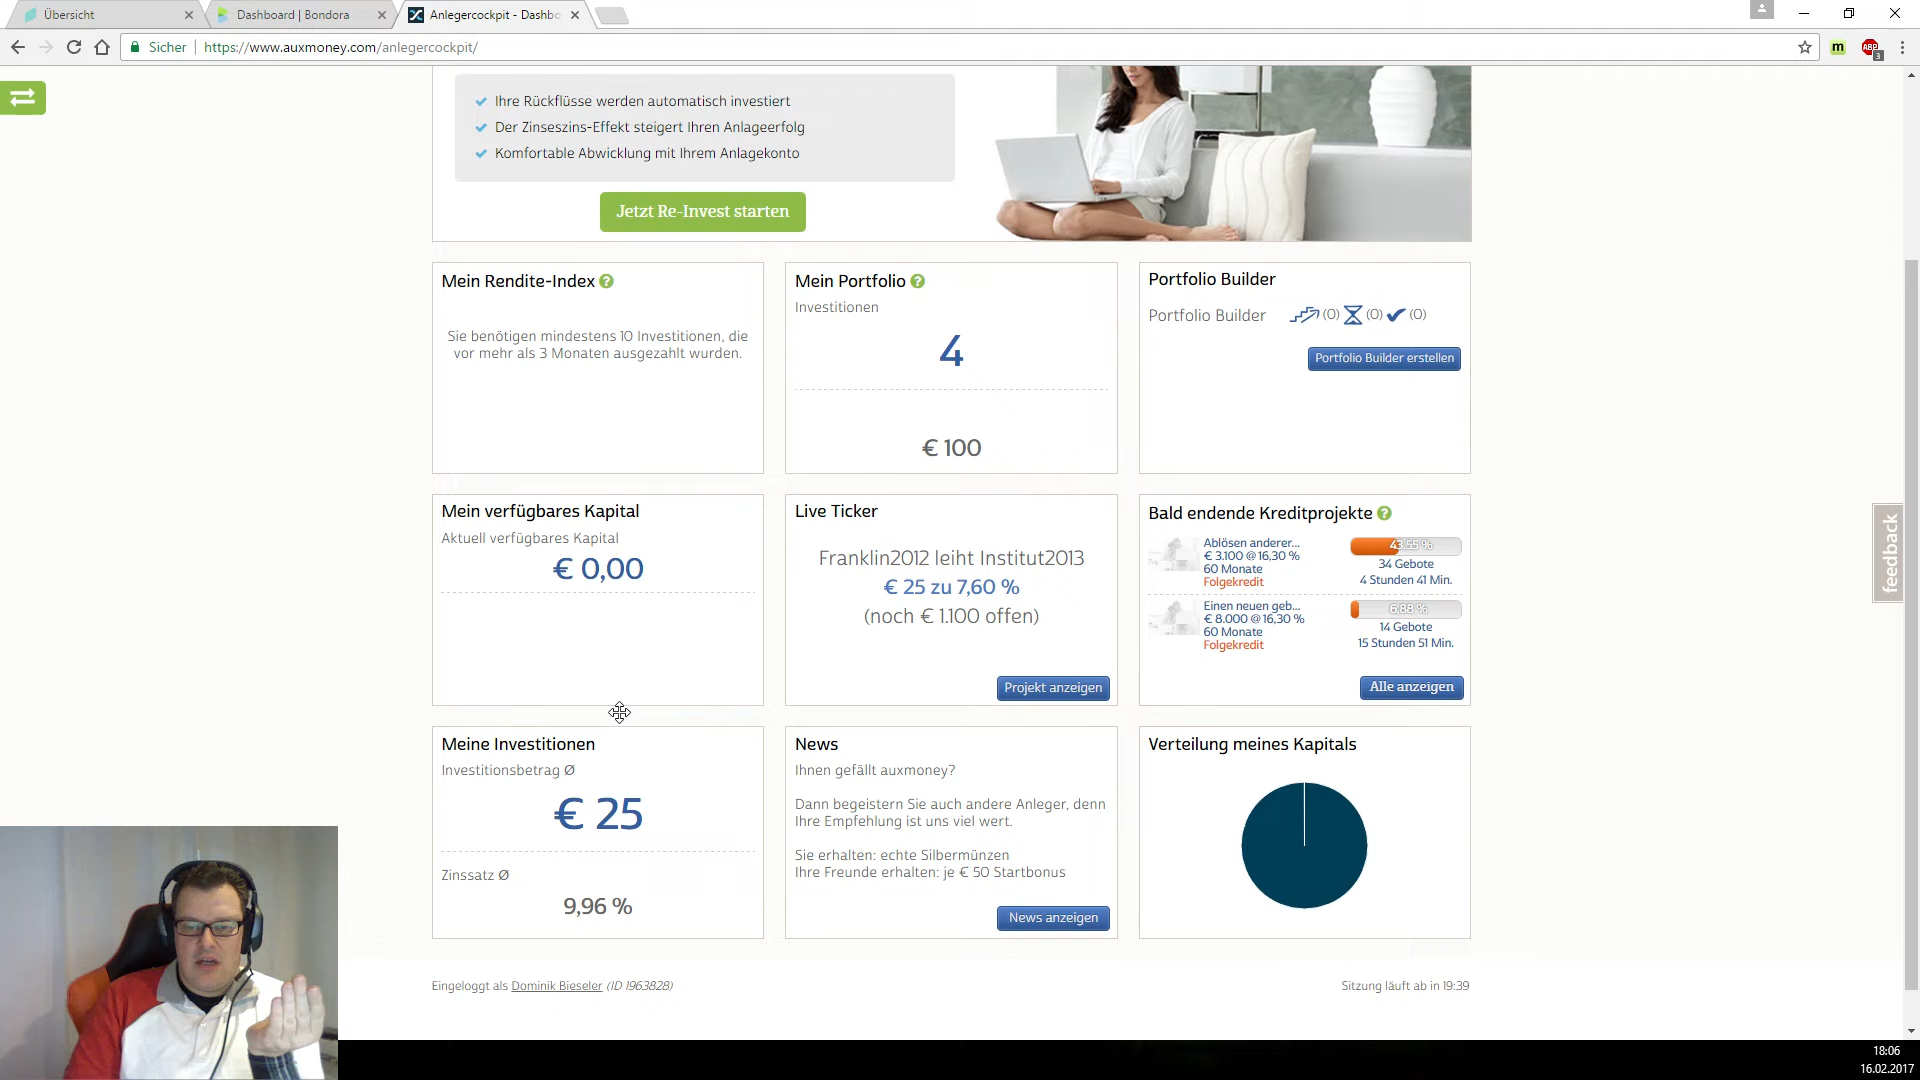 Übersicht
Dashboard | Bondora
Anlegercockpit - Dashbo
Sicher
https://www.auxmoney.com/anlegercockpit/
m
ABP
3
Ihre Rückflüsse werden automatisch investiert
Der Zinseszins-Effekt steigert Ihren Anlageerfolg
Komfortable Abwicklung mit Ihrem Anlagekonto
Jetzt Re-Invest starten
Mein Rendite-Index ?
Sie benötigen mindestens 10 Investitionen, die
vor mehr als 3 Monaten ausgezahlt wurden.
Mein Portfolio ?
Investitionen
4
€ 100
Portfolio Builder
Portfolio Builder (0) (0) (0)
Portfolio Builder erstellen
Mein verfügbares Kapital
Aktuell verfügbares Kapital
€ 0,00
Live Ticker
Franklin2012 leiht Institut2013
€ 25 zu 7,60 %
(noch € 1.100 offen)
Projekt anzeigen
Bald endende Kreditprojekte ?
Ablösen anderer...
€ 3.100 @ 16,30 %
60 Monate
Folgekredit
43,55 %
34 Gebote
4 Stunden 41 Min.
Einen neuen geb...
€ 8.000 @ 16,30 %
60 Monate
Folgekredit
6,88 %
14 Gebote
15 Stunden 51 Min.
Alle anzeigen
feedback
Meine Investitionen
Investitionsbetrag Ø
€ 25
Zinssatz Ø
9,96 %
News
Ihnen gefällt auxmoney?
Dann begeistern Sie auch andere Anleger, denn
Ihre Empfehlung ist uns viel wert.
Sie erhalten: echte Silbermünzen
Ihre Freunde erhalten: je € 50 Startbonus
News anzeigen
Verteilung meines Kapitals
Eingeloggt als Dominik Bieseler (ID 1963828)
Sitzung läuft ab in 19:39
18:06
16.02.2017